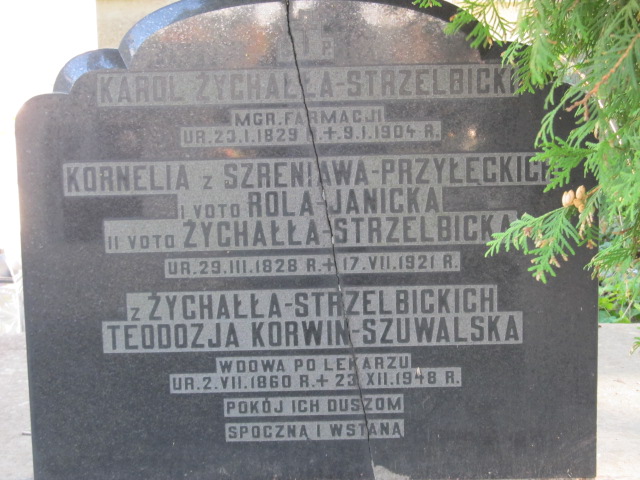 I P.
KAROL ŻYCHAŁŁA-STRZELBICKI
MGR. FARMACJI
UR. 23.I.1829 R.+9.I.1904 R.
KORNELIA z SZRENIAWA-PRZYŁĘCKICH
I VOTO ROLA-JANICKA
II VOTO ŻYCHAŁŁA-STRZELBICKA
UR. 29.III.1828 R.+17.VII.1921 R.
z ŻYCHAŁŁA-STRZELBICKICH
TEODOZJA KORWIN-SZUWALSKA
WDOWA PO LEKARZU
UR. 2.VII.1860 R.+ 23 XII.1948 R.
POKÓJ ICH DUSZOM
SPOCZNĄ I WSTANĄ